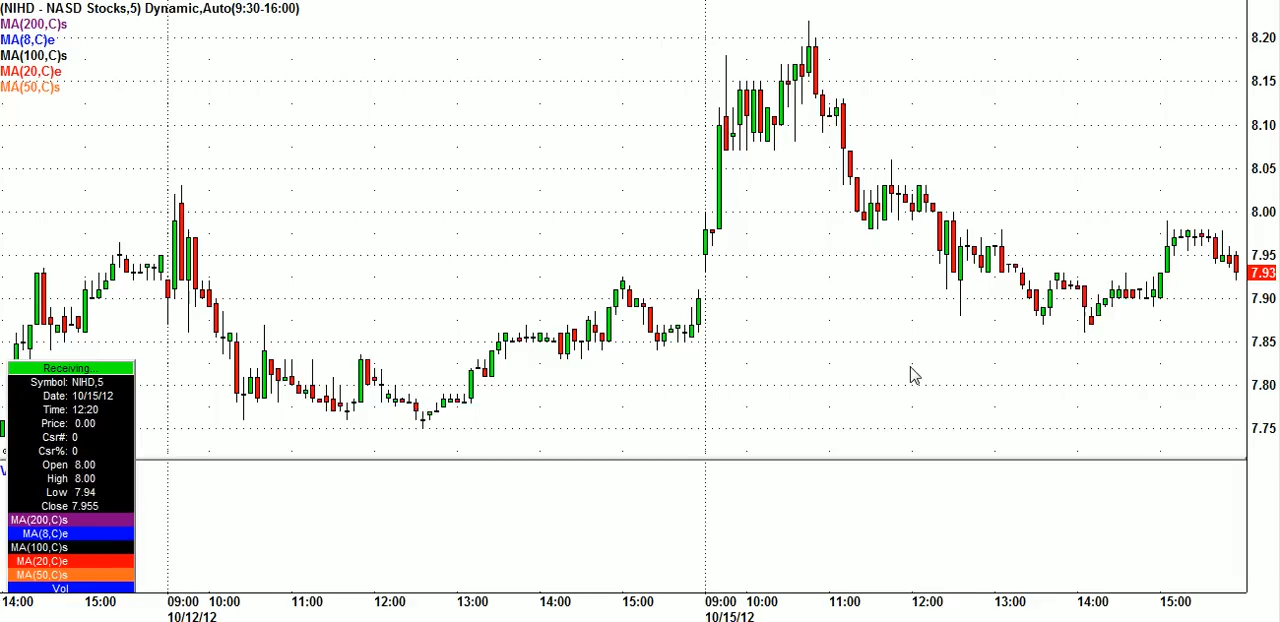 (NIHD - NASD Stocks,5) Dynamic,Auto(9:30-16:00)
MA(200,C)s
MA(8,C)e
MA(100,C)s
MA(20,C)e
MA(50,C)s
8.20
8.15
8.10
8.05
8.00
7.95
7.93
7.90
7.85
7.80
7.75
Receiving...
Symbol: NIHD,5
Date: 10/15/12
Time: 12:20
Price: 0.00
Csr#: 0
Csr%: 0
Open 8.00
High 8.00
Low 7.94
Close 7.955
MA(200,C)s
MA(8,C)e
MA(100,C)s
MA(20,C)e
MA(50,C)s
Vol
14:00 15:00 09:00 10:00 11:00 12:00 13:00 14:00 15:00 09:00 10:00 11:00 12:00 13:00 14:00 15:00
10/12/12 10/15/12